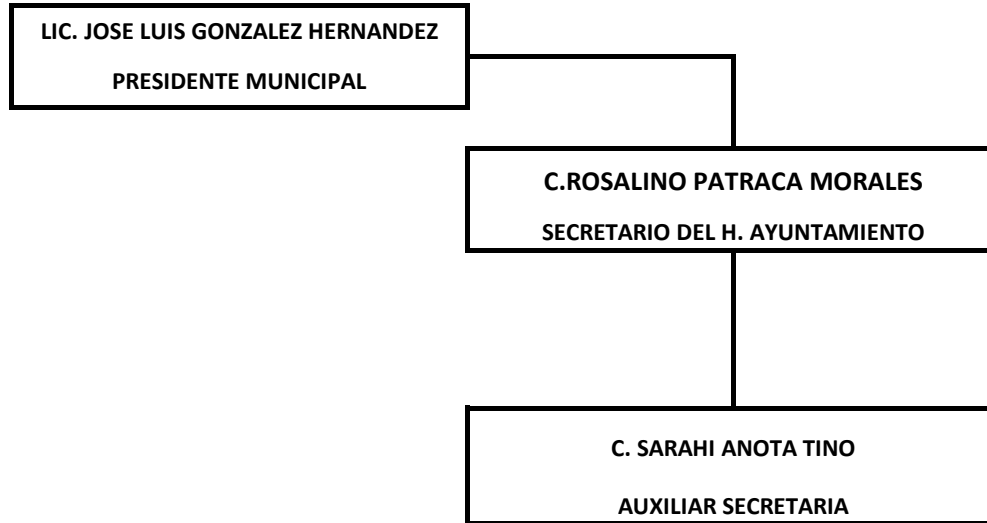 LIC. JOSE LUIS GONZALEZ HERNANDEZ
PRESIDENTE MUNICIPAL
C.ROSALINO PATRACA MORALES
SECRETARIO DEL H. AYUNTAMIENTO
C. SARAHI ANOTA TINO
AUXILIAR SECRETARIA